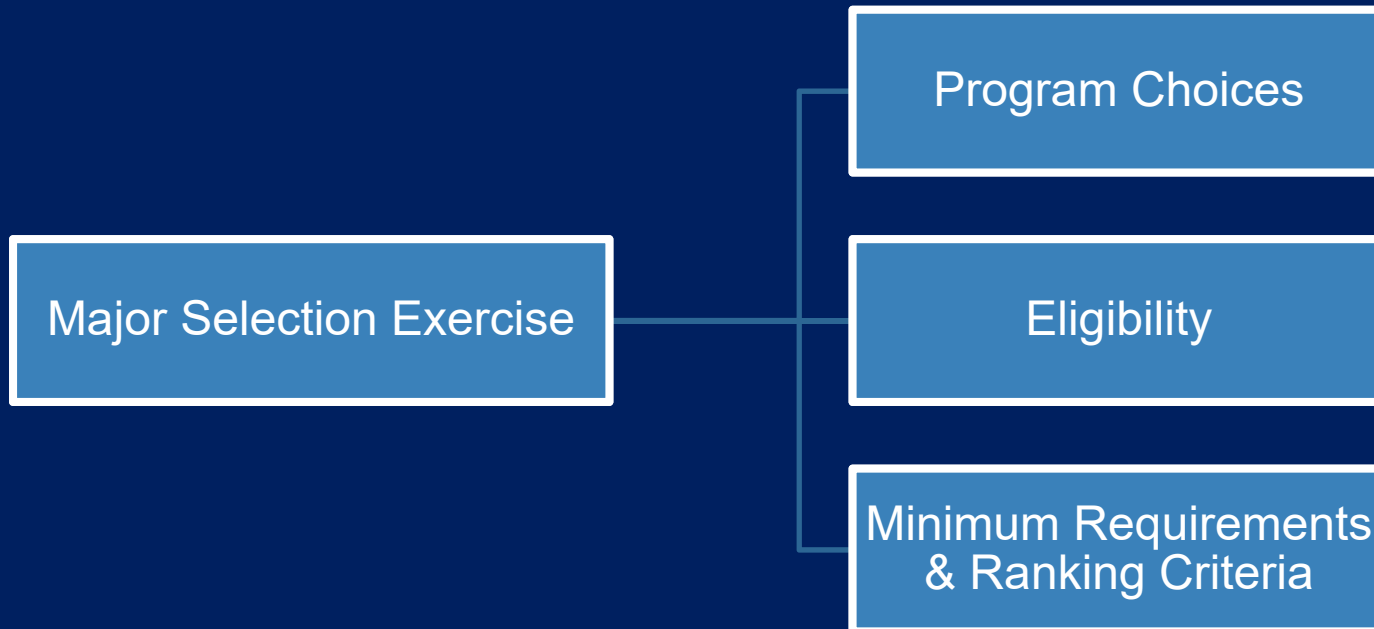 Program Choices
Major Selection Exercise
Eligibility
Minimum Requirements
& Ranking Criteria